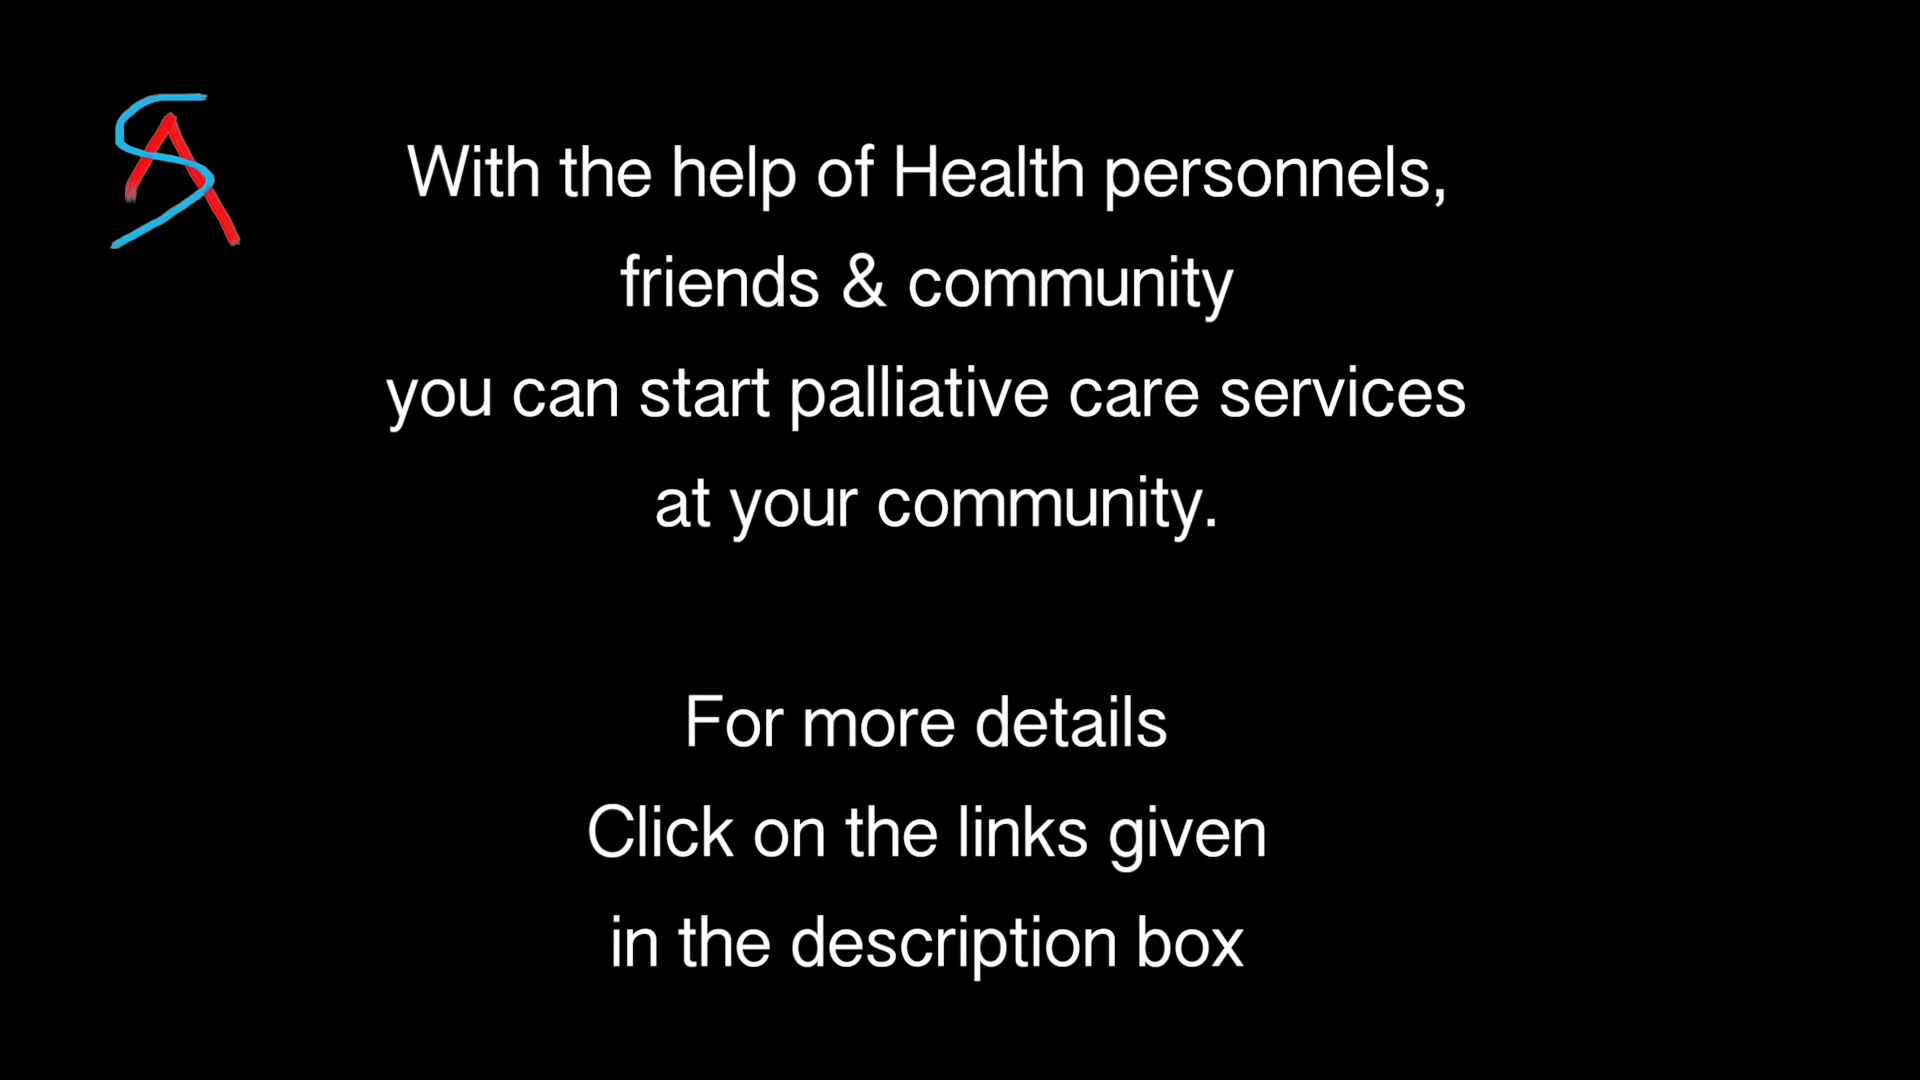 SA
With the help of Health personnels,
friends & community
you can start palliative care services
at your community.
For more details
Click on the links given
in the description box